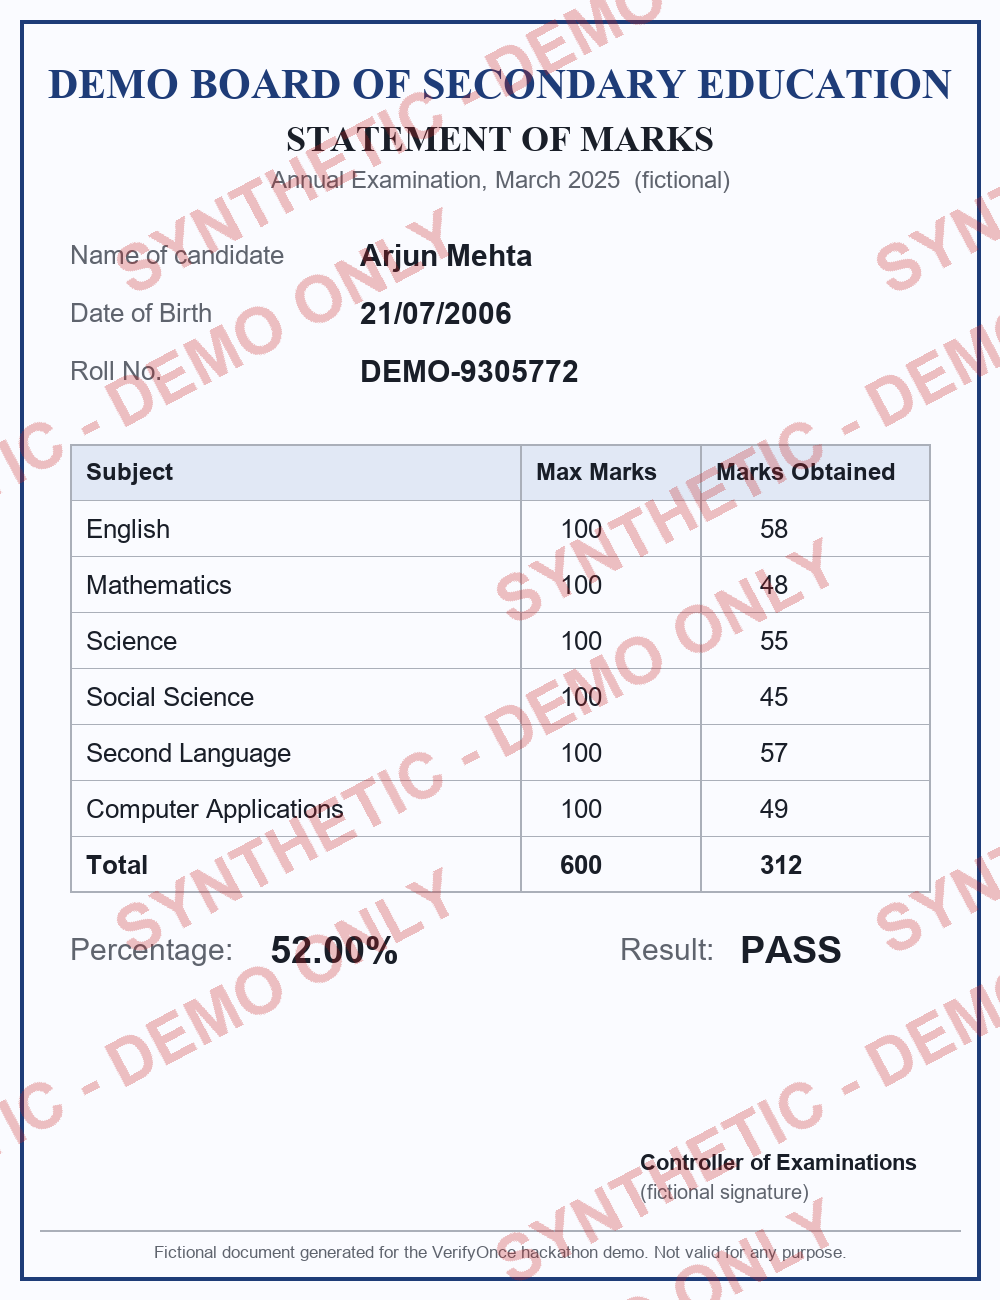 DEMO BOARD OF SECONDARY EDUCATION
STATEMENT OF MARKS
Annual Examination, March 2025 (fictional)
Name of candidate Arjun Mehta
Date of Birth 21/07/2006
Roll No. DEMO-9305772
Subject Max Marks Marks Obtained
English 100 58
Mathematics 100 48
Science 100 55
Social Science 100 45
Second Language 100 57
Computer Applications 100 49
Total 600 312
Percentage: 52.00% Result: PASS
Controller of Examinations
(fictional signature)
Fictional document generated for the VerifyOnce hackathon demo. Not valid for any purpose.
SYNTHETIC - DEMO ONLY